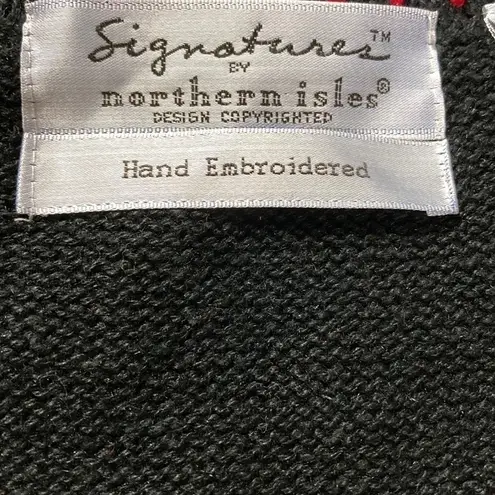 Signatures™
BY
northern isles®
DESIGN COPYRIGHTED
Hand Embroidered